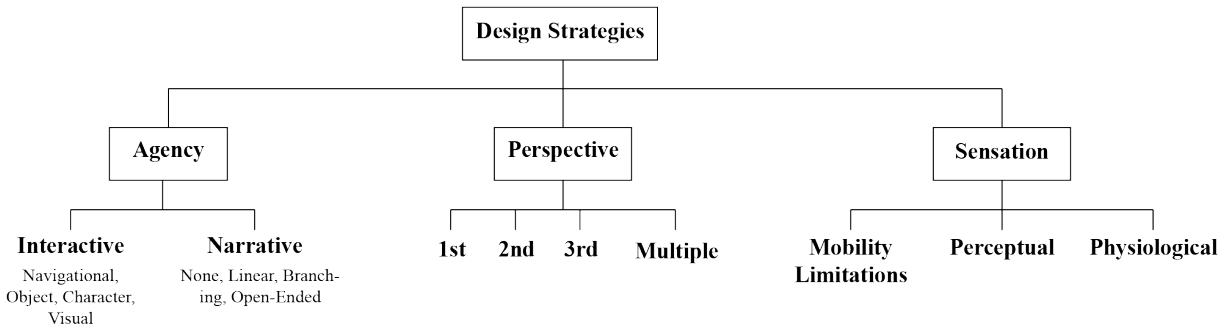 Design Strategies
Agency
Perspective
Sensation
Interactive
Navigational,
Object, Character,
Visual
Narrative
None, Linear, Branch-
ing, Open-Ended
1st
2nd
3rd
Multiple
Mobility
Limitations
Perceptual
Physiological